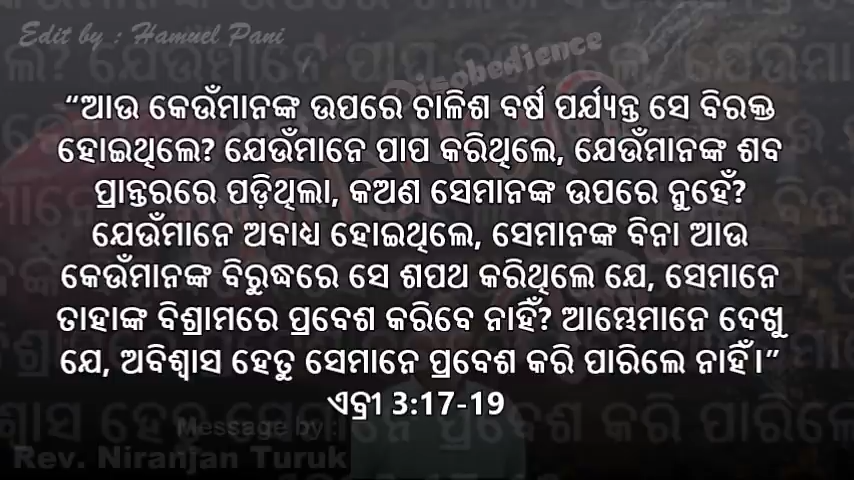 Edit by : Hamuel Pani
Disobedience
“ଆଉ କେଉଁମାନଙ୍କ ଉପରେ ଚାଳିଶ ବର୍ଷ ପର୍ଯ୍ୟନ୍ତ ସେ ବିରକ୍ତ
ହୋଇଥିଲେ? ଯେଉଁମାନେ ପାପ କରିଥିଲେ, ଯେଉଁମାନଙ୍କ ଶବ
ପ୍ରାନ୍ତରରେ ପଡ଼ିଥିଲା, କଅଣ ସେମାନଙ୍କ ଉପରେ ନୁହେଁ?
ଯେଉଁମାନେ ଅବାଧ୍ୟ ହୋଇଥିଲେ, ସେମାନଙ୍କ ବିନା ଆଉ
କେଉଁମାନଙ୍କ ବିରୁଦ୍ଧରେ ସେ ଶପଥ କରିଥିଲେ ଯେ, ସେମାନେ
ତାହାଙ୍କ ବିଶ୍ରାମରେ ପ୍ରବେଶ କରିବେ ନାହିଁ? ଆମ୍ଭେମାନେ ଦେଖୁ
ଯେ, ଅବିଶ୍ୱାସ ହେତୁ ସେମାନେ ପ୍ରବେଶ କରି ପାରିଲେ ନାହିଁ।”
ଏବ୍ରୀ 3:17-19
Message by :
Rev. Niranjan Turuk